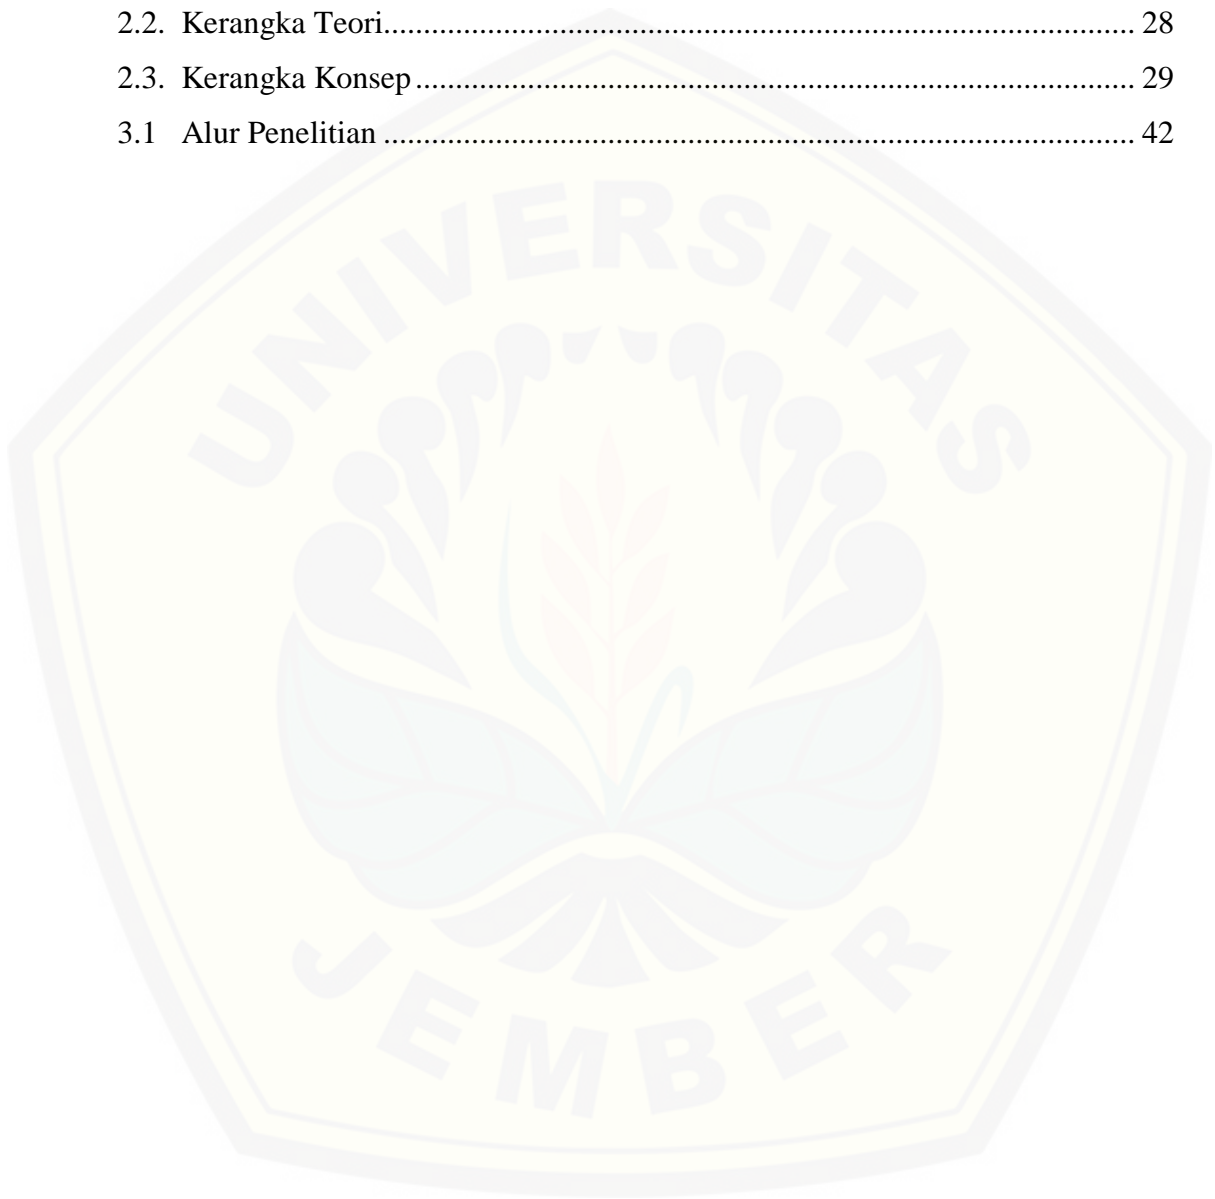 2.2. Kerangka Teori.................................................................................................. 28
2.3. Kerangka Konsep.............................................................................................. 29
3.1 Alur Penelitian.................................................................................................. 42
UNIVERSITAS
JEMBER